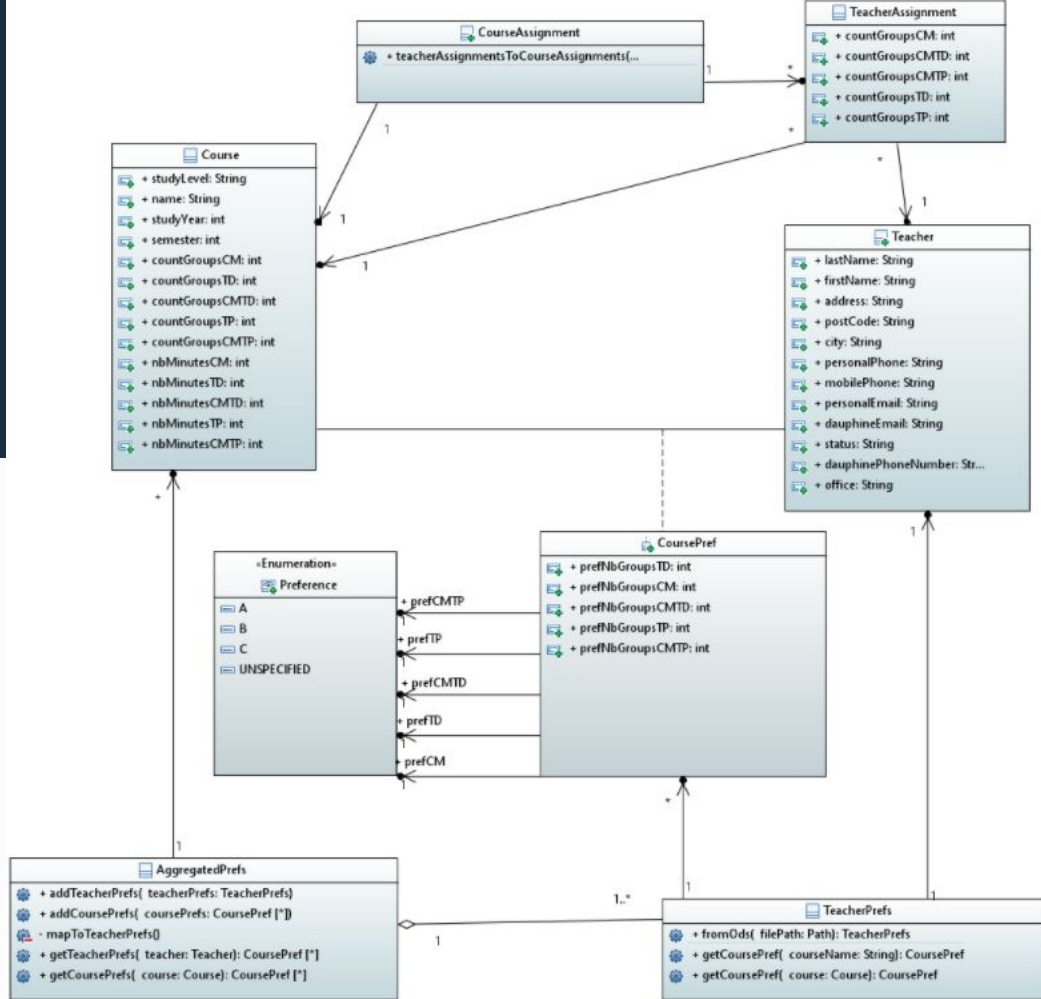 CourseAssignment
+ teacherAssignmentsToCourseAssignments(...
TeacherAssignment
+ countGroupsCM: int
+ countGroupsCMTD: int
+ countGroupsCMTP: int
+ countGroupsTD: int
+ countGroupsTP: int
1
*
1
1
*
1
*
1
Course
+ studyLevel: String
+ name: String
+ studyYear: int
+ semester: int
+ countGroupsCM: int
+ countGroupsTD: int
+ countGroupsCMTD: int
+ countGroupsTP: int
+ countGroupsCMTP: int
+ nbMinutesCM: int
+ nbMinutesTD: int
+ nbMinutesCMTD: int
+ nbMinutesTP: int
+ nbMinutesCMTP: int
Teacher
+ lastName: String
+ firstName: String
+ address: String
+ postCode: String
+ city: String
+ personalPhone: String
+ mobilePhone: String
+ personalEmail: String
+ dauphineEmail: String
+ status: String
+ dauphinePhoneNumber: Str...
+ office: String
*
1
«Enumeration»
Preference
A
B
C
UNSPECIFIED
+ prefCMTP
1
+ prefTP
1
+ prefCMTD
1
+ prefTD
1
+ prefCM
1
CoursePref
+ prefNbGroupsTD: int
+ prefNbGroupsCM: int
+ prefNbGroupsCMTD: int
+ prefNbGroupsTP: int
+ prefNbGroupsCMTP: int
*
1
1
1
AggregatedPrefs
+ addTeacherPrefs( teacherPrefs: TeacherPrefs)
+ addCoursePrefs( coursePrefs: CoursePref [*])
- mapToTeacherPrefs()
+ getTeacherPrefs( teacher: Teacher): CoursePref [*]
+ getCoursePrefs( course: Course): CoursePref [*]
1..*
1
TeacherPrefs
+ fromOds( filePath: Path): TeacherPrefs
+ getCoursePref( courseName: String): CoursePref
+ getCoursePref( course: Course): CoursePref